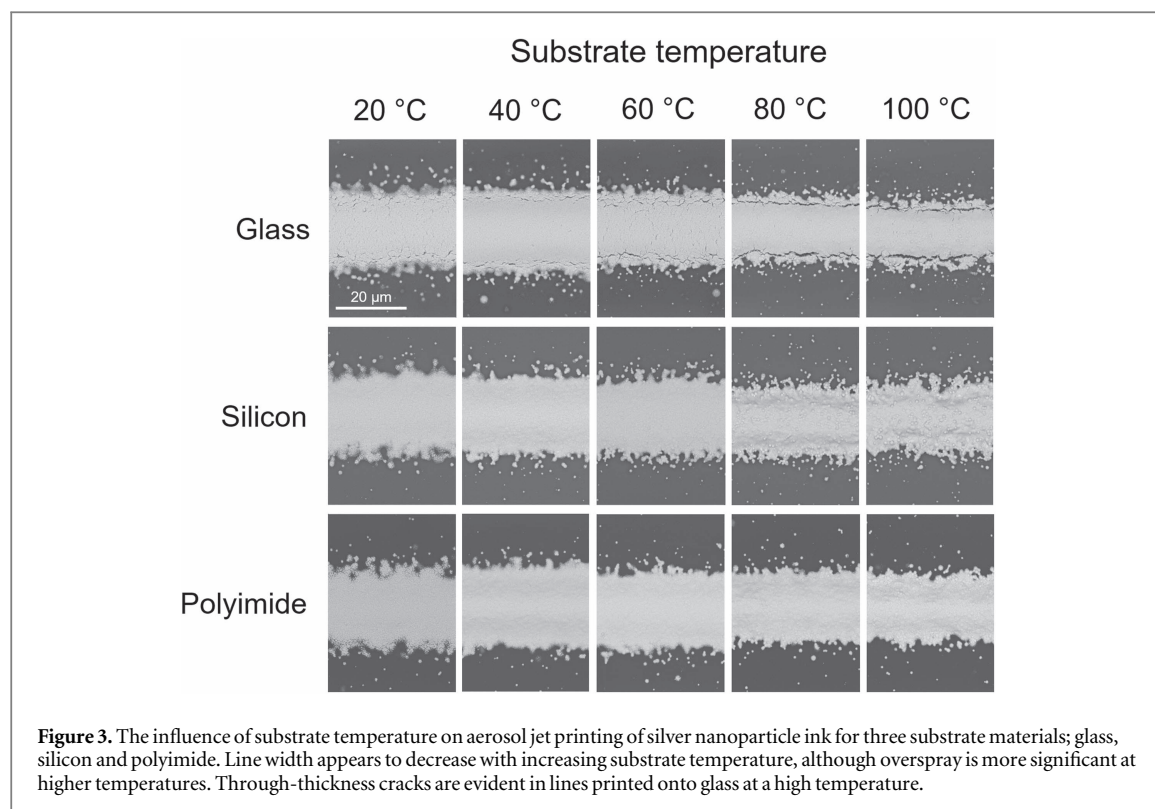 Substrate temperature
20 °C 40 °C 60 °C 80 °C 100 °C
Glass
20 µm
Silicon
Polyimide
Figure 3. The influence of substrate temperature on aerosol jet printing of silver nanoparticle ink for three substrate materials; glass,
silicon and polyimide. Line width appears to decrease with increasing substrate temperature, although overspray is more significant at
higher temperatures. Through-thickness cracks are evident in lines printed onto glass at a high temperature.